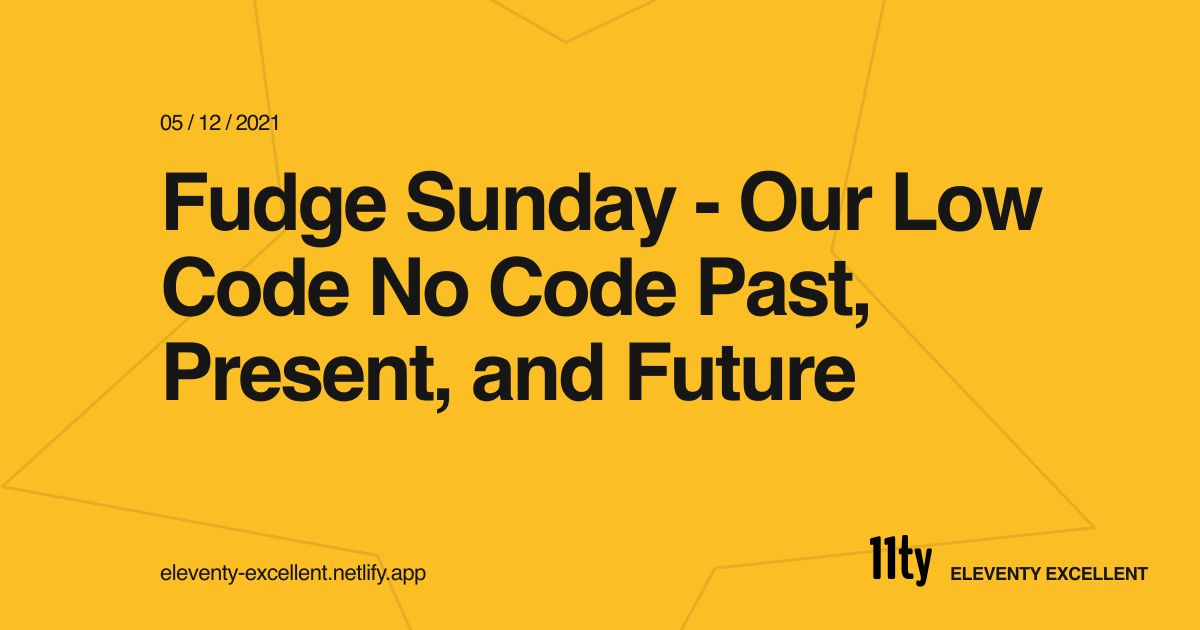 05 / 12 / 2021
Fudge Sunday - Our Low
Code No Code Past,
Present, and Future
eleventy-excellent.netlify.app
11ty ELEVENTY EXCELLENT